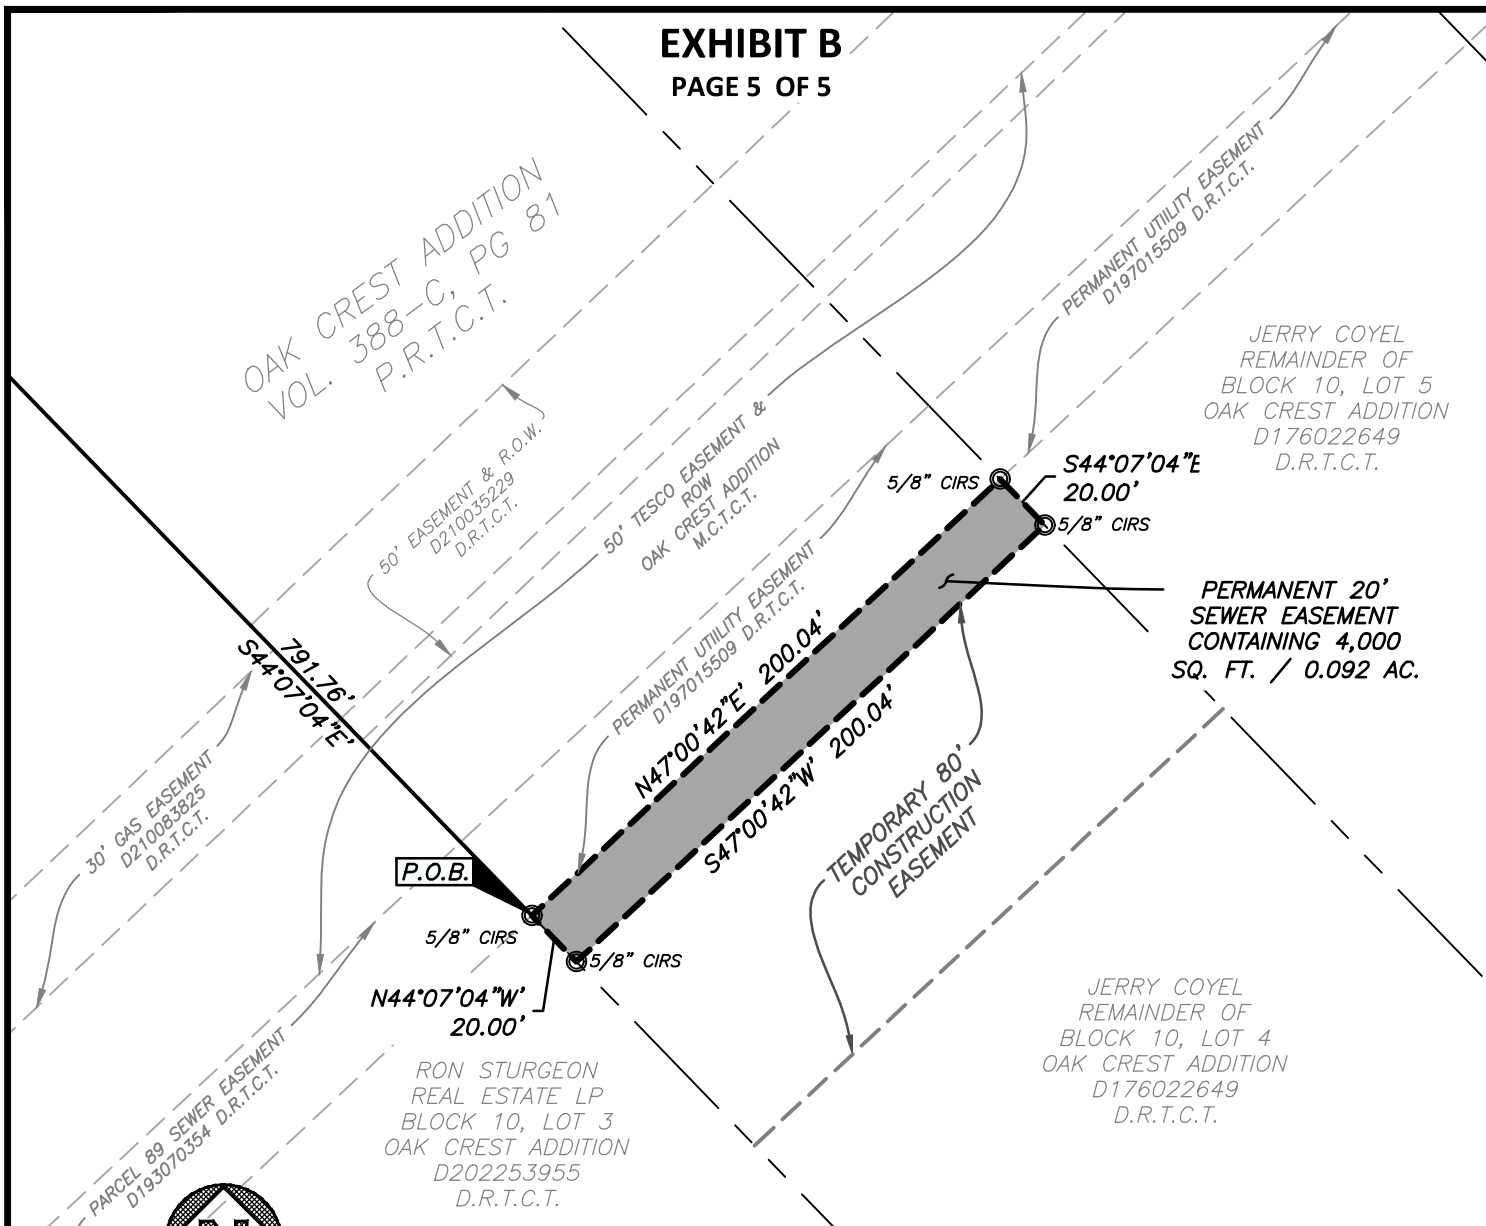 EXHIBIT B
PAGE 5 OF 5
OAK CREST ADDITION
VOL. 388-C, PG 81
P.R.T.C.T.
PERMANENT UTIILITY EASEMENT
D197015509 D.R.T.C.T.
JERRY COYEL
REMAINDER OF
BLOCK 10, LOT 5
OAK CREST ADDITION
D176022649
D.R.T.C.T.
50' EASEMENT & R.O.W.
D210035229
D.R.T.C.T.
50' TESCO EASEMENT &
ROW
OAK CREST ADDITION
M.C.T.C.T.
5/8" CIRS
S44°07'04"E
20.00'
5/8" CIRS
PERMANENT 20'
SEWER EASEMENT
CONTAINING 4,000
SQ. FT. / 0.092 AC.
791.76'
S44°07'04"E'
PERMANENT UTIILITY EASEMENT
D197015509 D.R.T.C.T.
N47°00'42"E' 200.04'
S47°00'42"W' 200.04'
30' GAS EASEMENT
D210083825
D.R.T.C.T.
TEMPORARY 80'
CONSTRUCTION
EASEMENT
P.O.B.
5/8" CIRS
5/8" CIRS
N44°07'04"W'
20.00'
RON STURGEON
REAL ESTATE LP
BLOCK 10, LOT 3
OAK CREST ADDITION
D202253955
D.R.T.C.T.
JERRY COYEL
REMAINDER OF
BLOCK 10, LOT 4
OAK CREST ADDITION
D176022649
D.R.T.C.T.
PARCEL 89 SEWER EASEMENT
D193070354 D.R.T.C.T.
N